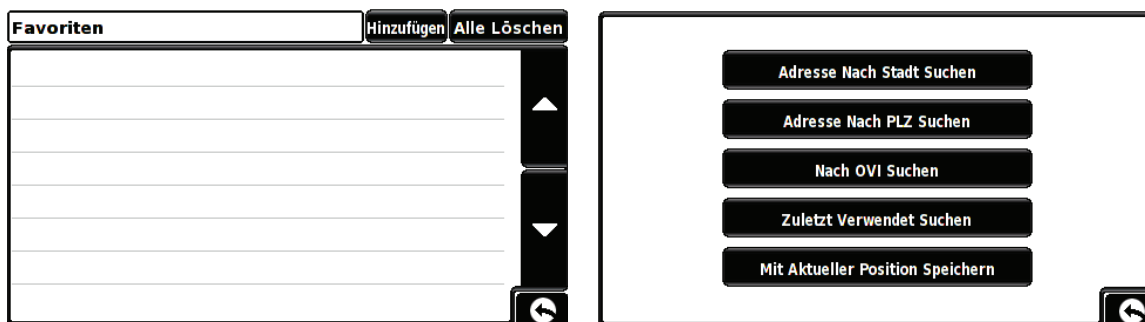 Favoriten Hinzufügen Alle Löschen
Adresse Nach Stadt Suchen
Adresse Nach PLZ Suchen
Nach OVI Suchen
Zuletzt Verwendet Suchen
Mit Aktueller Position Speichern